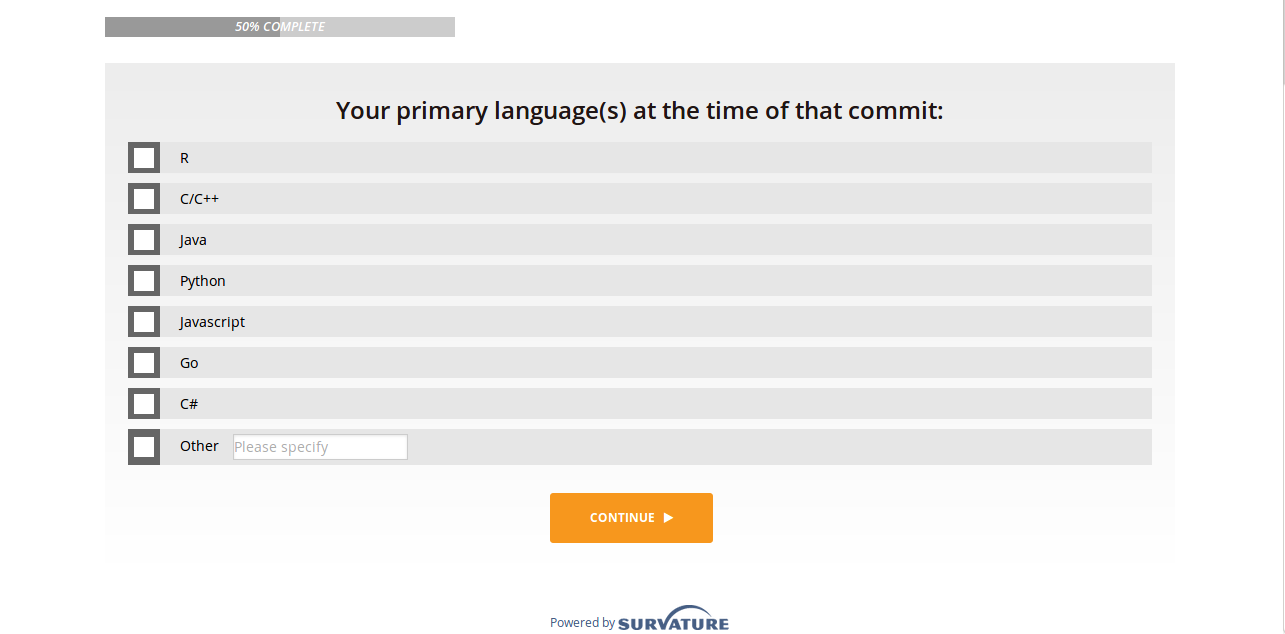 50% COMPLETE
Your primary language(s) at the time of that commit:
R
C/C++
Java
Python
Javascript
Go
C#
Other Please specify
CONTINUE
Powered by SURVATURE